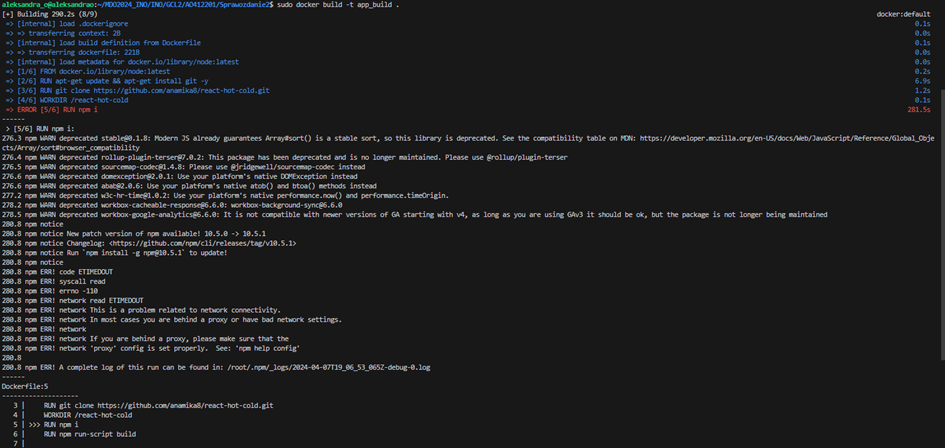 aleksandra_c@aleksandrao:~/MDO2024_INO/INO/GCL2/AO412201/Sprawozdanie2$ sudo docker build -t app_build .
[+] Building 290.2s (8/9) docker:default
=> [internal] load .dockerignore 0.1s
=> => transferring context: 2B 0.0s
=> [internal] load build definition from Dockerfile 0.1s
=> => transferring dockerfile: 221B 0.0s
=> [internal] load metadata for docker.io/library/node:latest 0.0s
=> [1/6] FROM docker.io/library/node:latest 0.2s
=> [2/6] RUN apt-get update && apt-get install git -y 6.9s
=> [3/6] RUN git clone https://github.com/anamika8/react-hot-cold.git 1.2s
=> [4/6] WORKDIR /react-hot-cold 0.1s
=> ERROR [5/6] RUN npm i 281.5s
------
> [5/6] RUN npm i:
276.3 npm WARN deprecated stable@0.1.8: Modern JS already guarantees Array#sort() is a stable sort, so this library is deprecated. See the compatibility table on MDN: https://developer.mozilla.org/en-US/docs/Web/JavaScript/Reference/Global_Obje
cts/Array/sort#browser_compatibility
276.4 npm WARN deprecated rollup-plugin-terser@7.0.2: This package has been deprecated and is no longer maintained. Please use @rollup/plugin-terser
276.5 npm WARN deprecated sourcemap-codec@1.4.8: Please use @jridgewell/sourcemap-codec instead
276.6 npm WARN deprecated domexception@2.0.1: Use your platform's native DOMException instead
276.6 npm WARN deprecated abab@2.0.6: Use your platform's native atob() and btoa() methods instead
277.2 npm WARN deprecated w3c-hr-time@1.0.2: Use your platform's native performance.now() and performance.timeOrigin.
278.2 npm WARN deprecated workbox-cacheable-response@6.6.0: workbox-background-sync@6.6.0
278.5 npm WARN deprecated workbox-google-analytics@6.6.0: It is not compatible with newer versions of GA starting with v4, as long as you are using GAv3 it should be ok, but the package is not longer being maintained
280.8 npm notice
280.8 npm notice New patch version of npm available! 10.5.0 -> 10.5.1
280.8 npm notice Changelog: <https://github.com/npm/cli/releases/tag/v10.5.1>
280.8 npm notice Run `npm install -g npm@10.5.1` to update!
280.8 npm notice
280.8 npm ERR! code ETIMEDOUT
280.8 npm ERR! syscall read
280.8 npm ERR! errno -110
280.8 npm ERR! network read ETIMEDOUT
280.8 npm ERR! network This is a problem related to network connectivity.
280.8 npm ERR! network In most cases you are behind a proxy or have bad network settings.
280.8 npm ERR! network
280.8 npm ERR! network If you are behind a proxy, please make sure that the
280.8 npm ERR! network 'proxy' config is set properly.  See: 'npm help config'
280.8
280.8 npm ERR! A complete log of this run can be found in: /root/.npm/_logs/2024-04-07T19_06_53_065Z-debug-0.log
------
Dockerfile:5
--------------------
3 |     RUN git clone https://github.com/anamika8/react-hot-cold.git
4 |     WORKDIR /react-hot-cold
5 | >>> RUN npm i
6 |     RUN npm run-script build
7 |